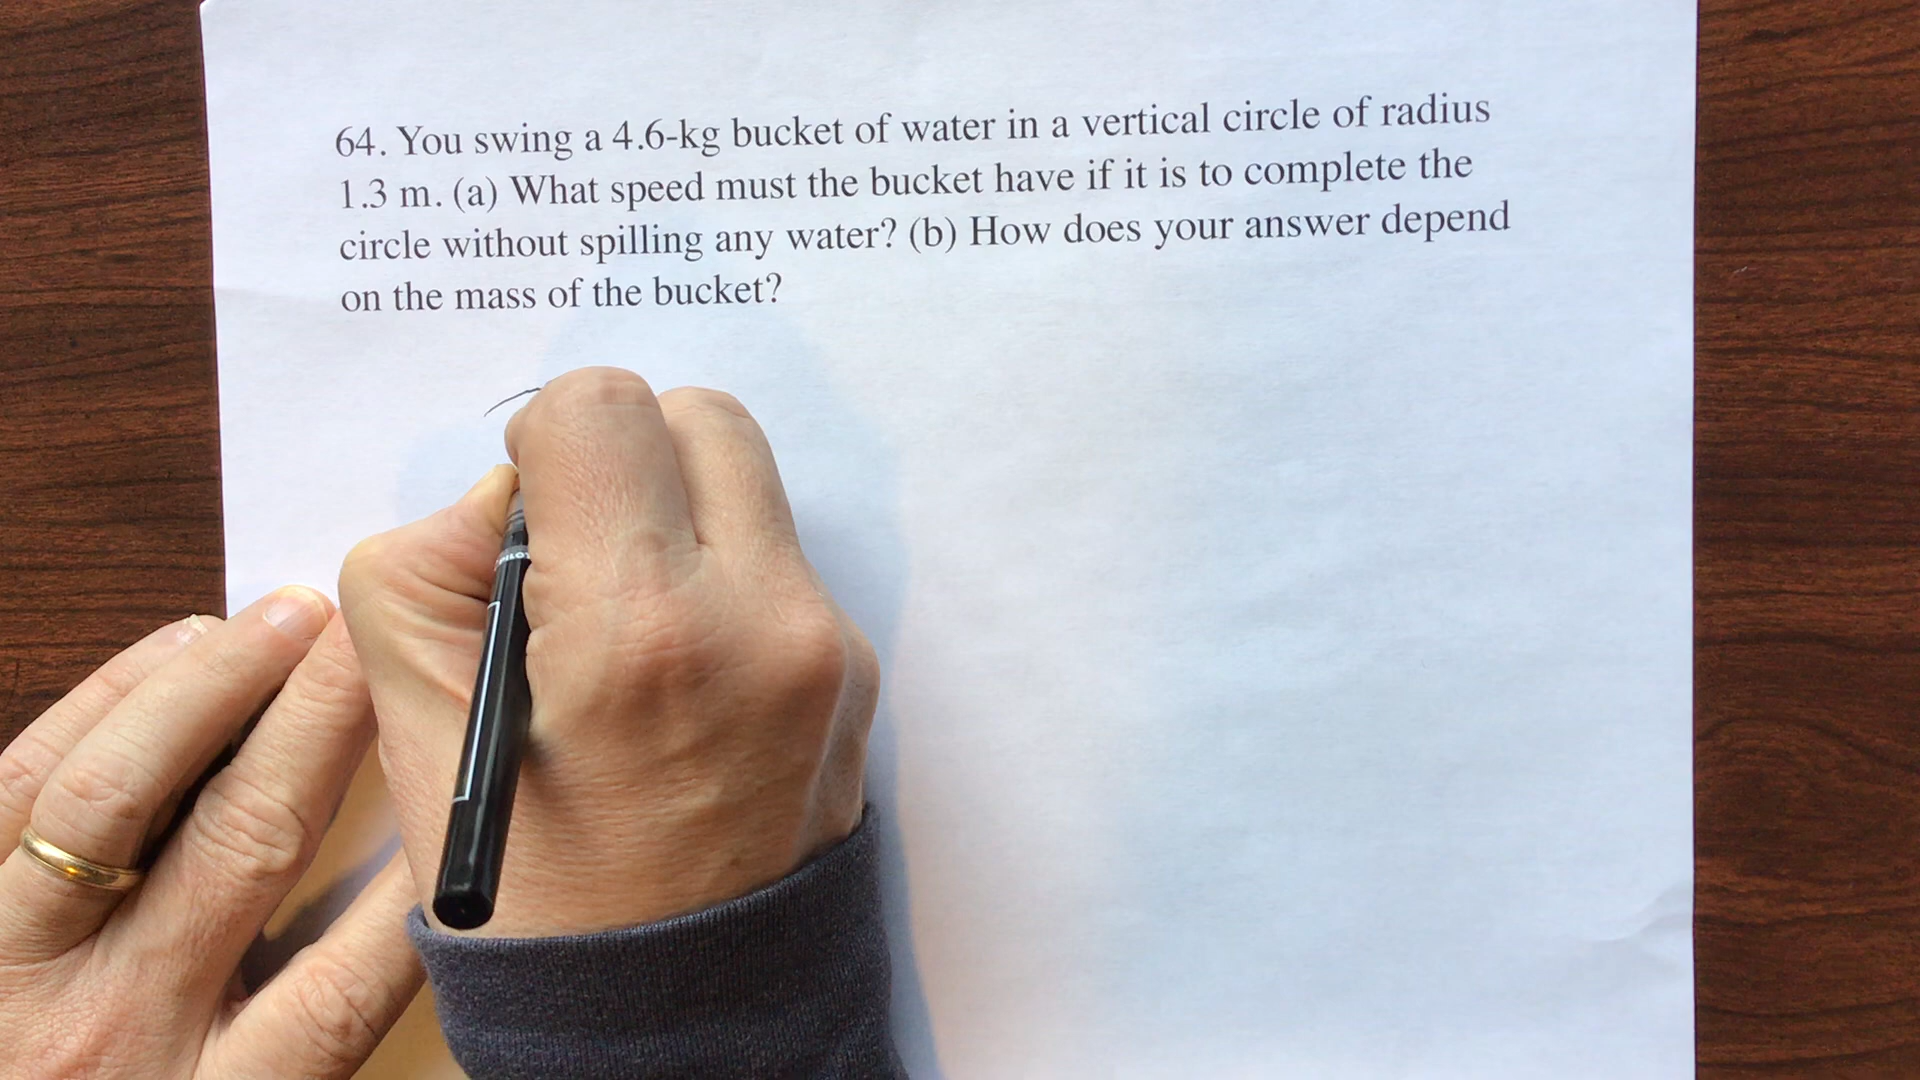 64. You swing a 4.6-kg bucket of water in a vertical circle of radius
1.3 m. (a) What speed must the bucket have if it is to complete the
circle without spilling any water? (b) How does your answer depend
on the mass of the bucket?
PILOT